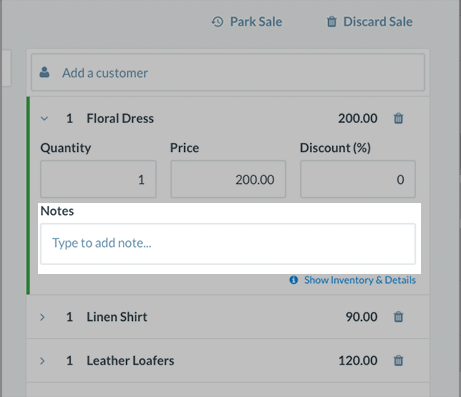 Park Sale Discard Sale
Add a customer
1 Floral Dress 200.00
Quantity Price Discount (%)
1 200.00 0
Notes
Type to add note...
Show Inventory & Details
1 Linen Shirt 90.00
1 Leather Loafers 120.00